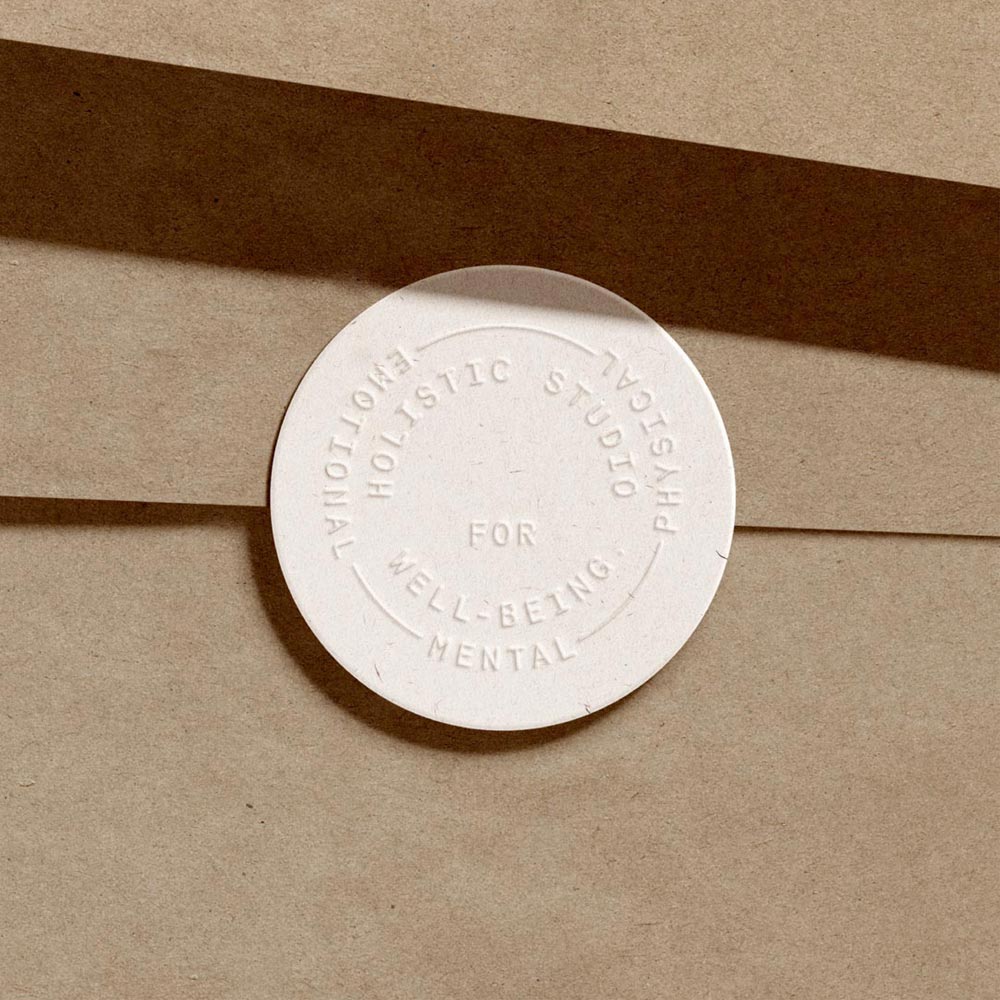 HOLISTIC STUDIO
FOR
WELL-BEING.
EMOTIONAL
MENTAL
PHYSICAL